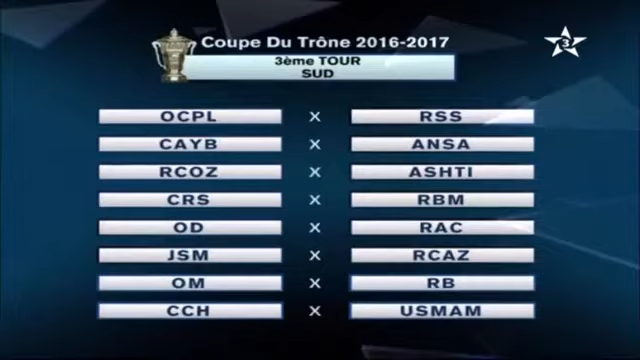 Coupe Du Trône 2016-2017
3
3ème TOUR
SUD
OCPL X RSS
CAYB X ANSA
RCOZ X ASHTI
CRS X RBM
OD X RAC
JSM X RCAZ
OM X RB
CCH X USMAM